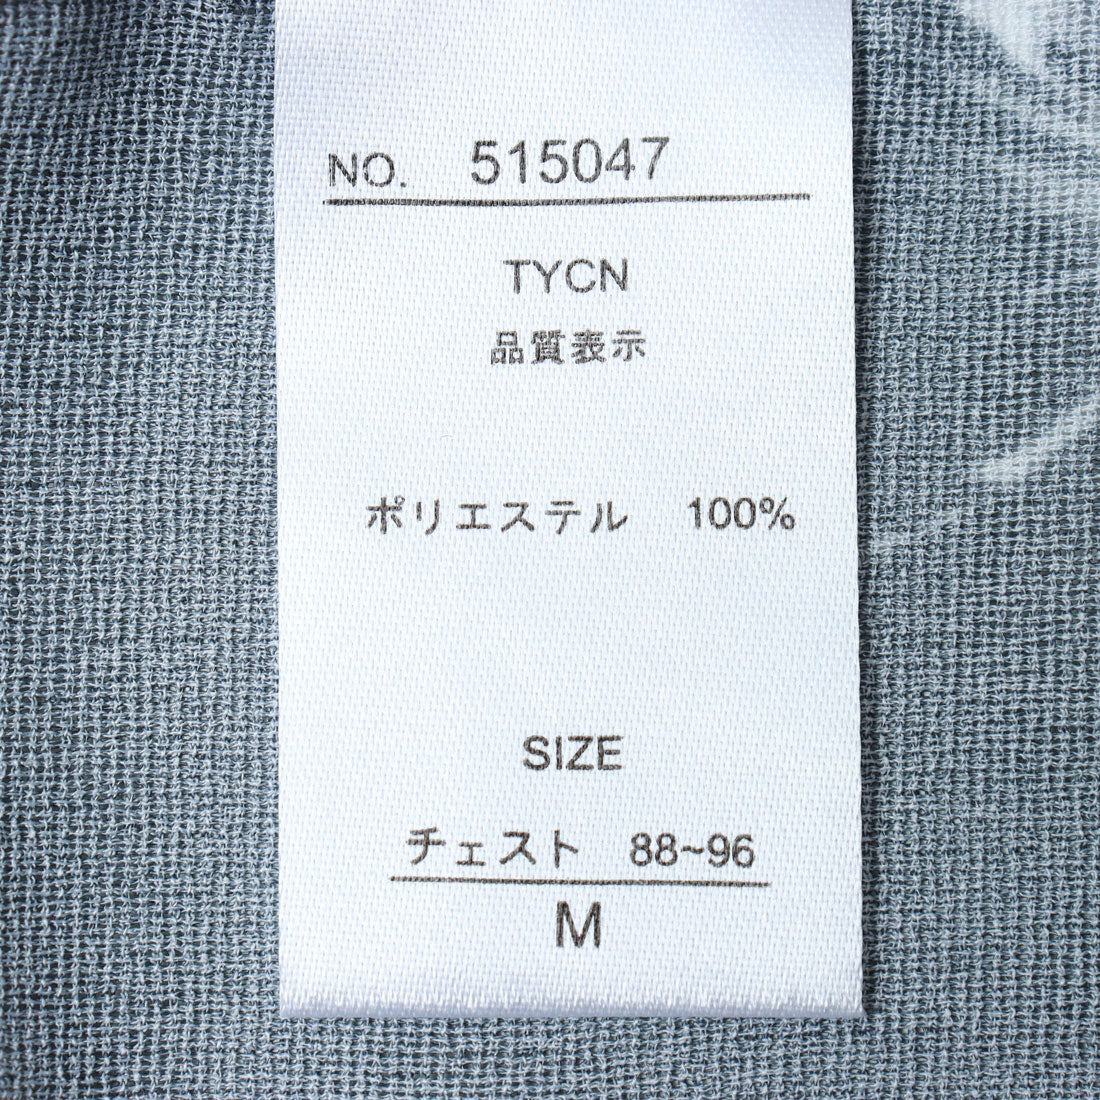 NO. 515047
TYCN
品質表示
ポリエステル 100%
SIZE
チェスト 88~96
M